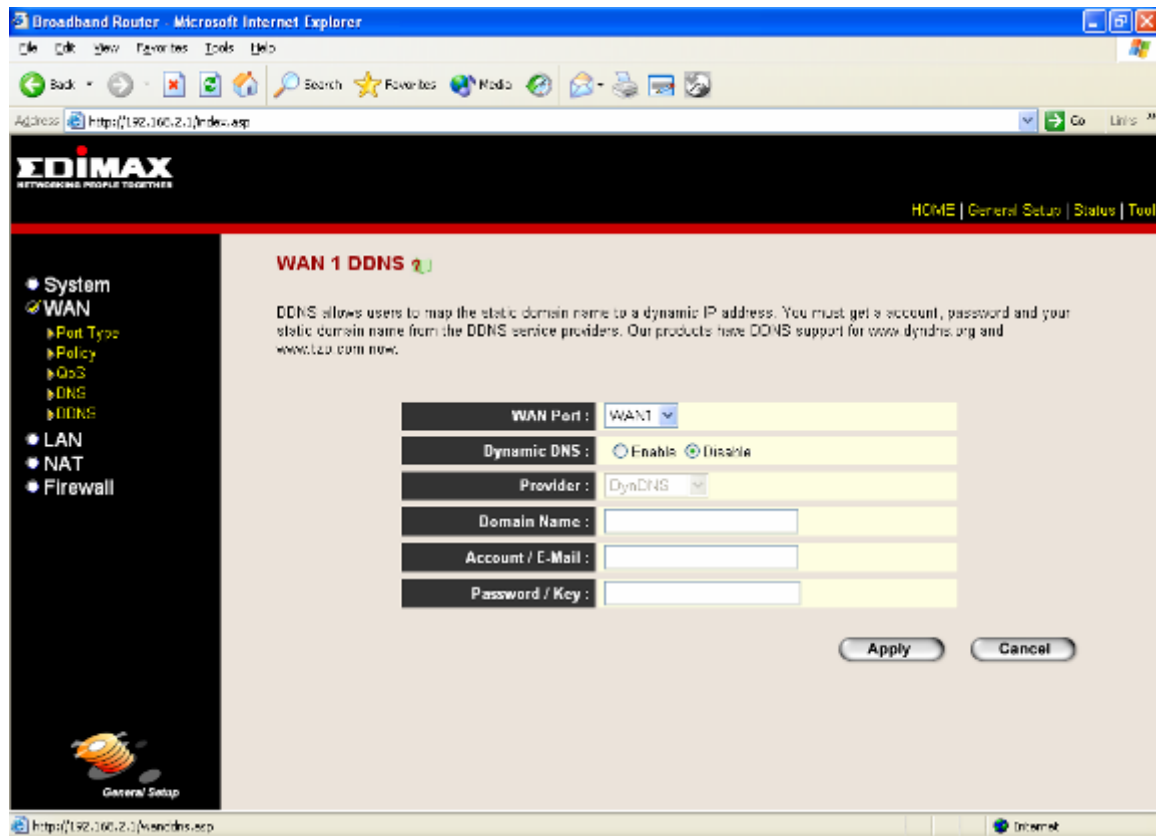 Broadband Router - Microsoft Internet Explorer
File Edit View Favorites Tools Help
Back Search Favorites Media
Address http://192.168.2.1/index.asp Go Links »
EDIMAX
NETWORKING PEOPLE TOGETHER
HOME | General Setup | Status | Tool
System
WAN
Port Type
Policy
QoS
DNS
DDNS
LAN
NAT
Firewall
General Setup
WAN 1 DDNS
DDNS allows users to map the static domain name to a dynamic IP address. You must get a account, password and your
static domain name from the DDNS service providers. Our products have DDNS support for www.dyndns.org and
www.tzo.com now.
WAN Port : WAN1
Dynamic DNS : Enable Disable
Provider : DynDNS
Domain Name :
Account / E-Mail :
Password / Key :
Apply Cancel
http://192.168.2.1/wanddns.asp Internet